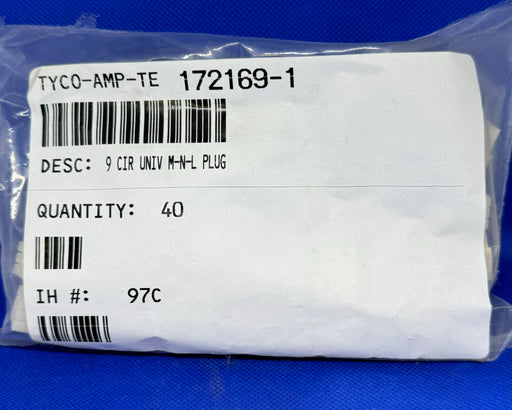 TYCO-AMP-TE 172169-1
DESC: 9 CIR UNIV M-N-L PLUG
QUANTITY: 40
IH #: 97C